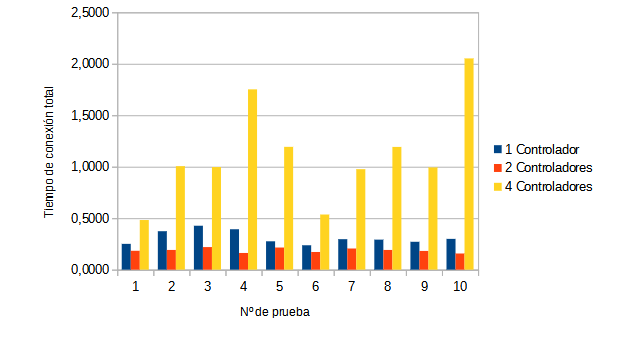 2,5000
2,0000
1,5000
1,0000
0,5000
0,0000
Tiempo de conexión total
1 2 3 4 5 6 7 8 9 10
Nº de prueba
1 Controlador
2 Controladores
4 Controladores